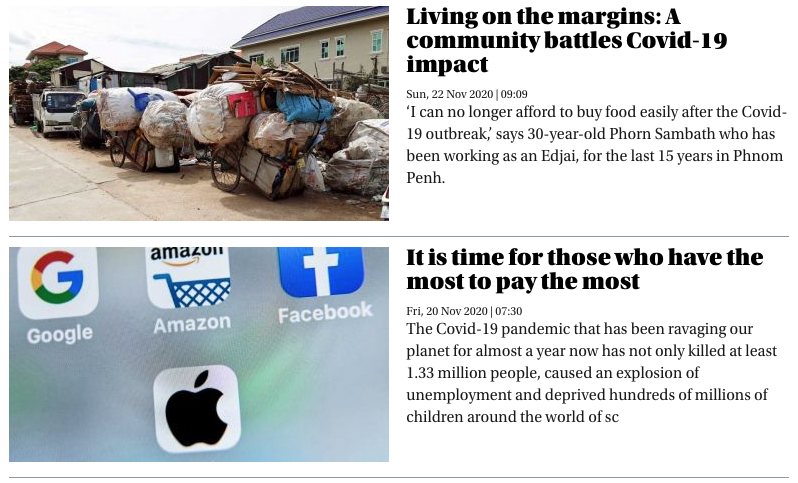 Living on the margins: A
community battles Covid-19
impact
Sun, 22 Nov 2020 | 09:09
‘I can no longer afford to buy food easily after the Covid-
19 outbreak,’ says 30-year-old Phorn Sambath who has
been working as an Edjai, for the last 15 years in Phnom
Penh.
amazon
Google
Amazon
Facebook
It is time for those who have the
most to pay the most
Fri, 20 Nov 2020 | 07:30
The Covid-19 pandemic that has been ravaging our
planet for almost a year now has not only killed at least
1.33 million people, caused an explosion of
unemployment and deprived hundreds of millions of
children around the world of sc